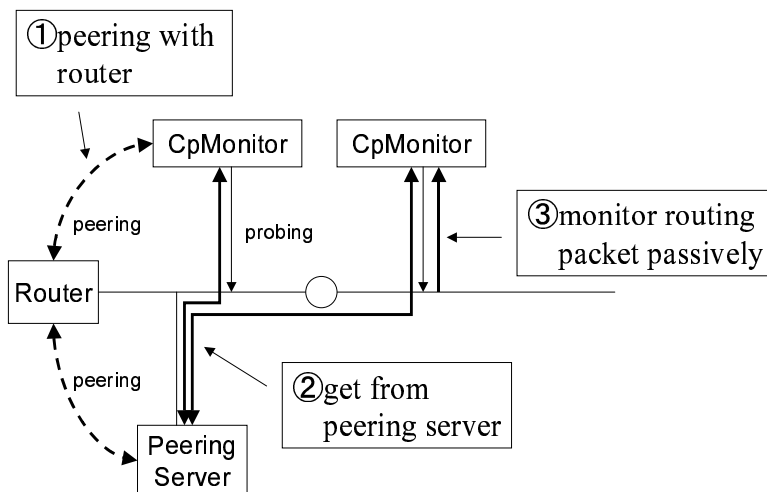 ①peering with
router
CpMonitor
CpMonitor
peering
probing
③monitor routing
packet passively
Router
peering
②get from
peering server
Peering
Server